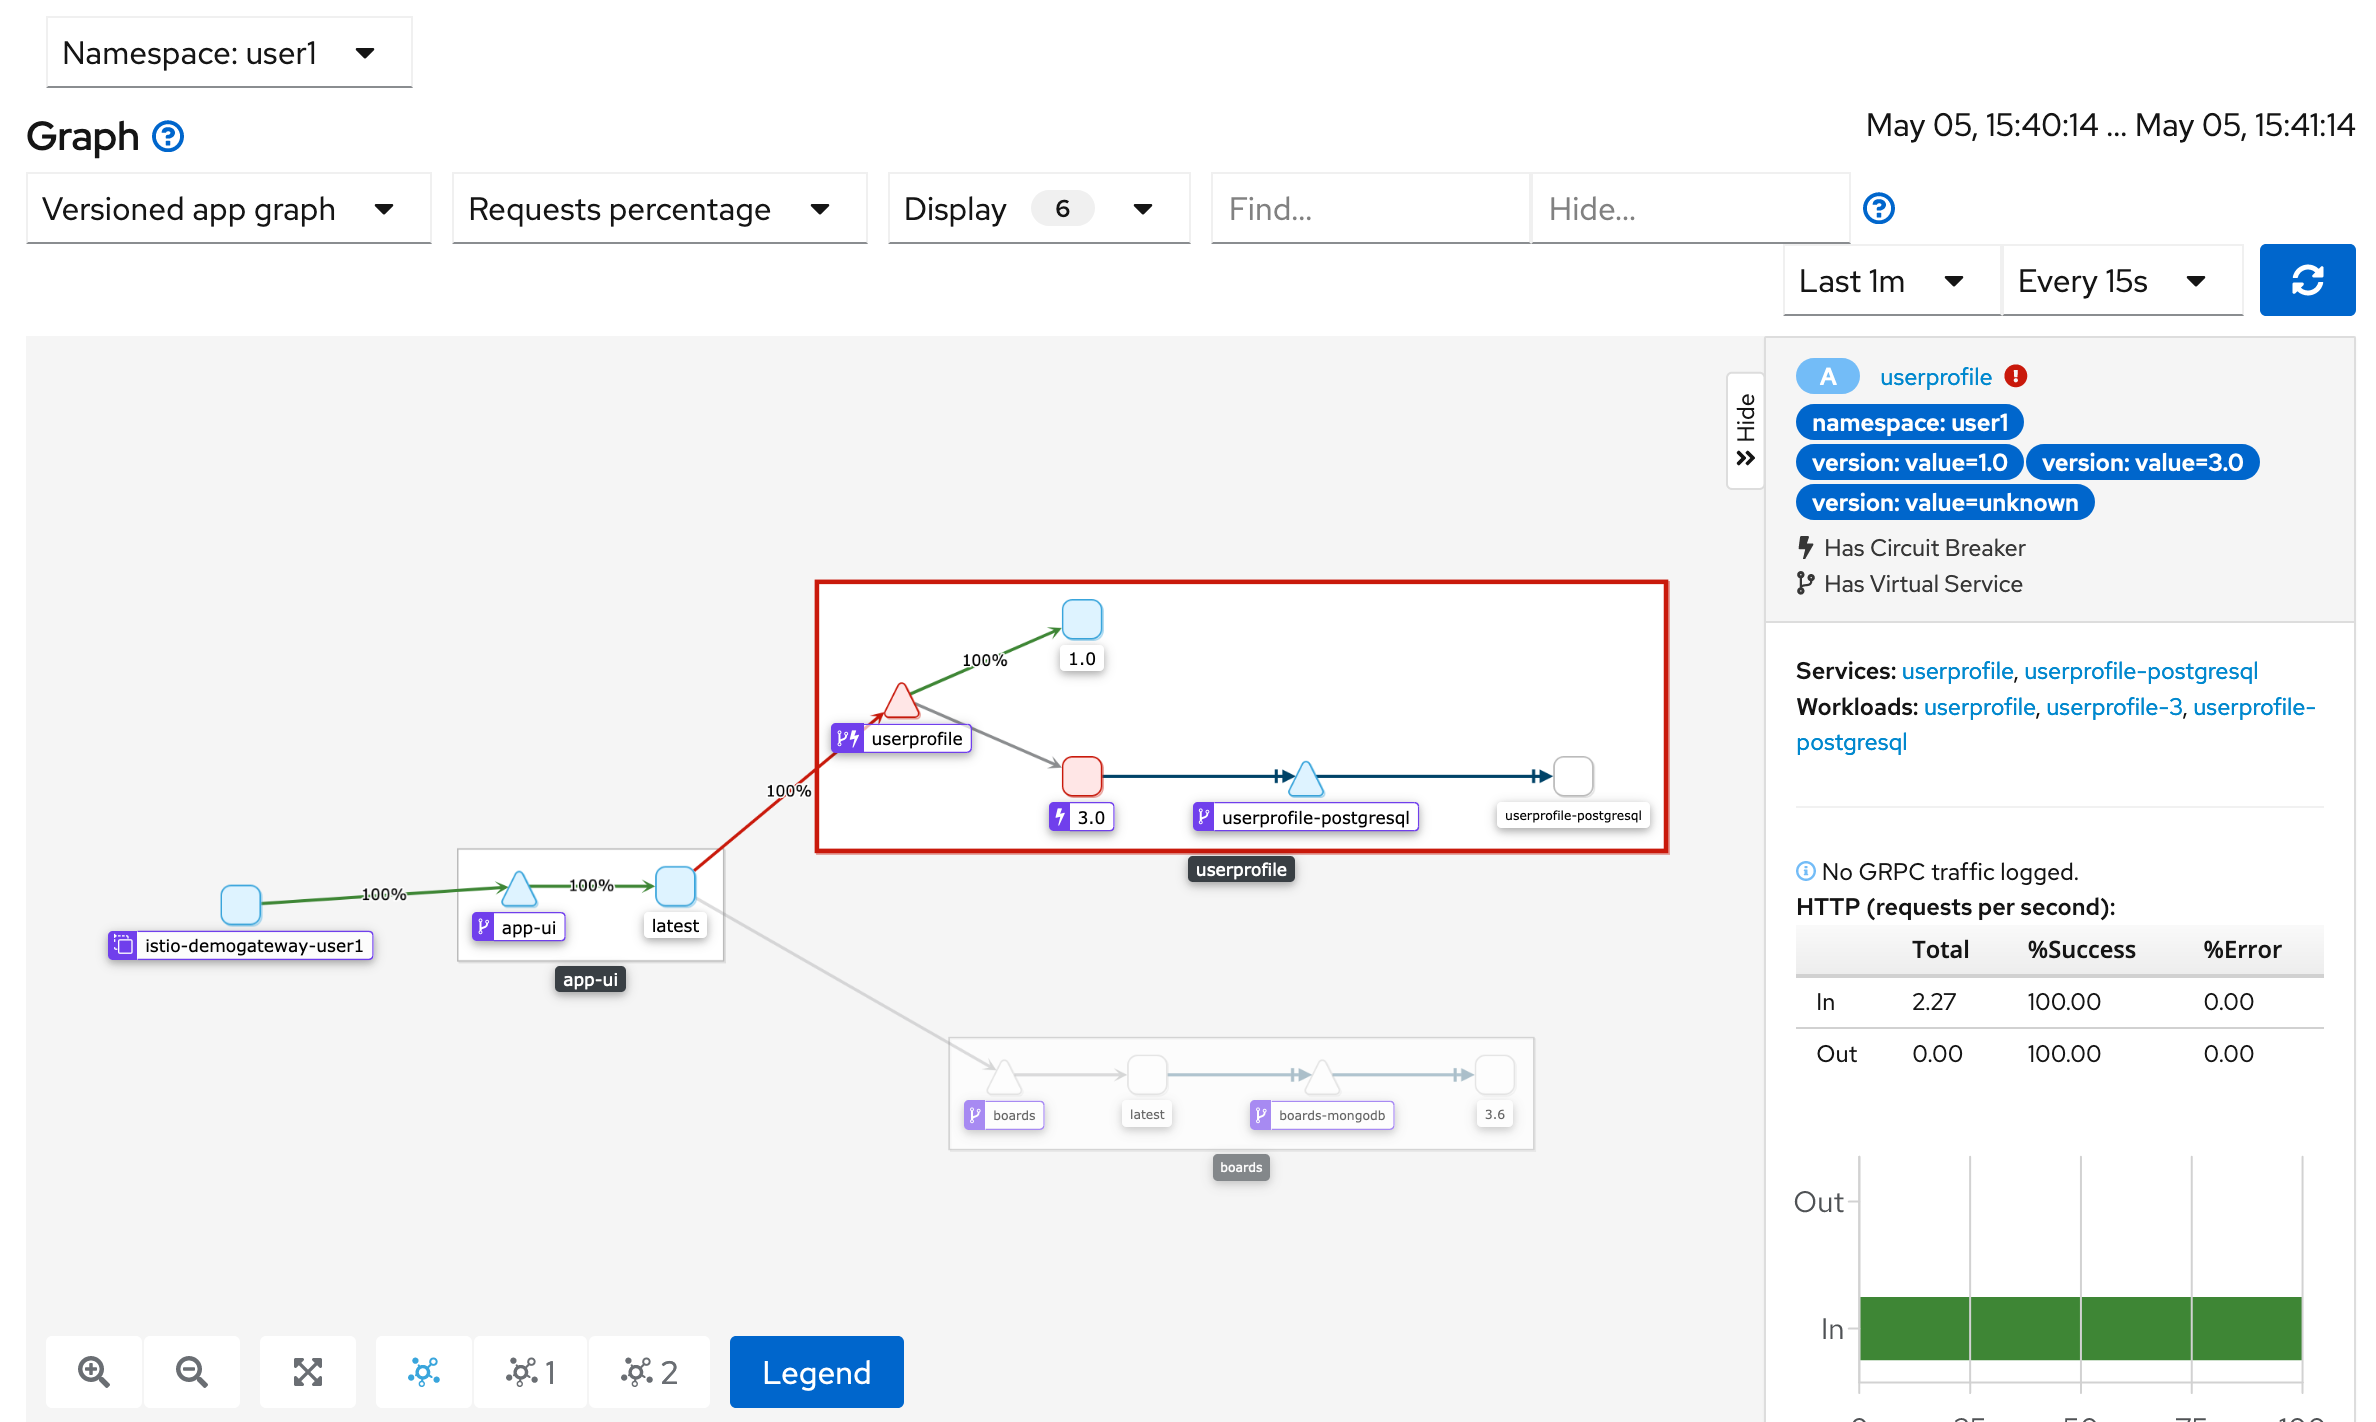 Namespace: user1
Graph
May 05, 15:40:14 ... May 05, 15:41:14
Versioned app graph
Requests percentage
Display 6
Find...
Hide...
Last 1m
Every 15s
Hide
A userprofile
namespace: user1
version: value=1.0 version: value=3.0
version: value=unknown
Has Circuit Breaker
Has Virtual Service
Services: userprofile, userprofile-postgresql
Workloads: userprofile, userprofile-3, userprofile-
postgresql
No GRPC traffic logged.
HTTP (requests per second):
Total %Success %Error
In 2.27 100.00 0.00
Out 0.00 100.00 0.00
Out
In
100%
1.0
userprofile
100%
3.0
userprofile-postgresql
userprofile-postgresql
userprofile
100%
100%
istio-demogateway-user1
app-ui
latest
app-ui
boards
latest
boards-mongodb
3.6
boards
1
2
Legend